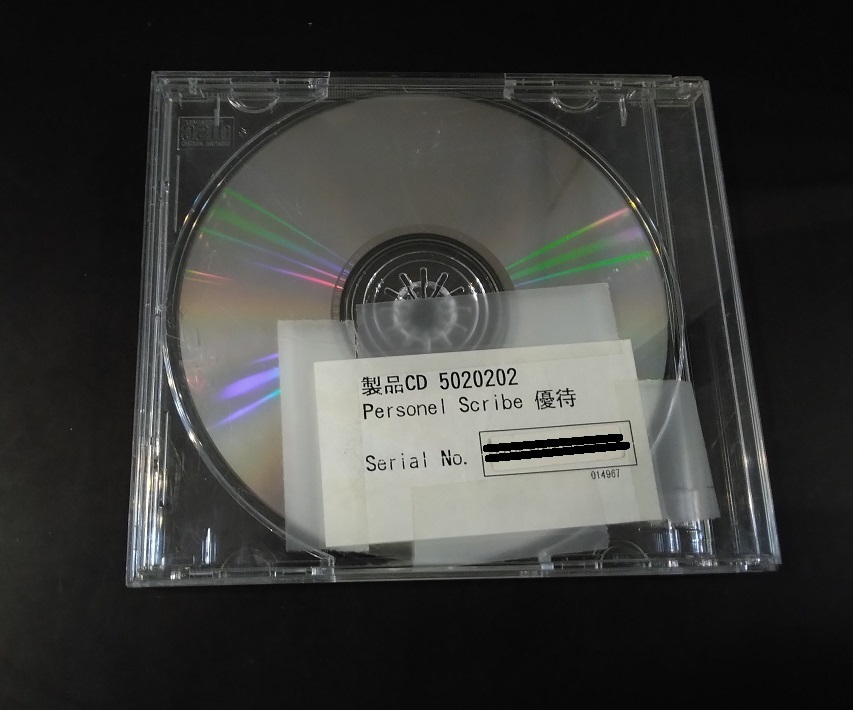 製品CD 5020202
Personel Scribe 優待
Serial No.
014967